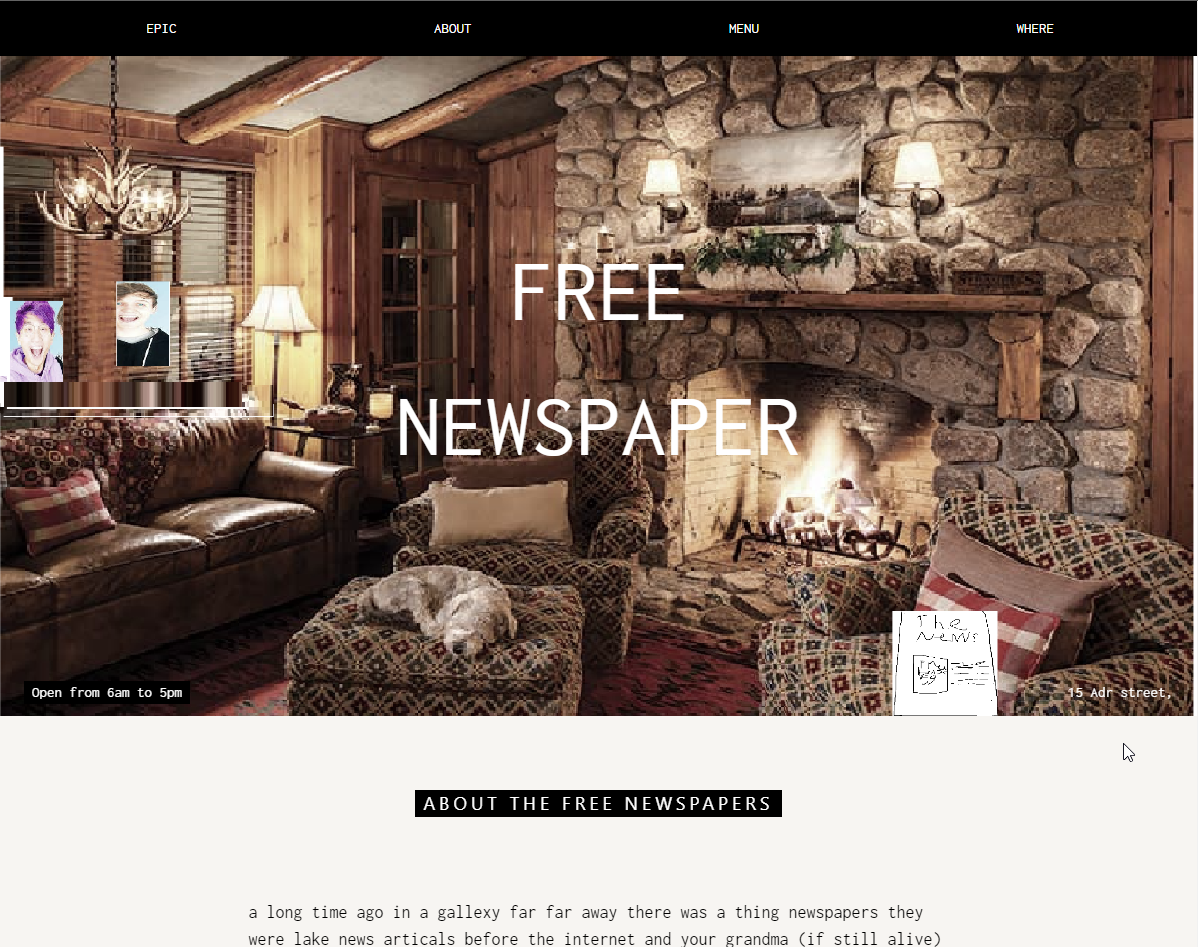 EPIC ABOUT MENU WHERE
FREE
NEWSPAPER
The
News
Open from 6am to 5pm
15 Adr street,
ABOUT THE FREE NEWSPAPERS
a long time ago in a gallexy far far away there was a thing newspapers they
were lake news articals before the internet and your grandma (if still alive)